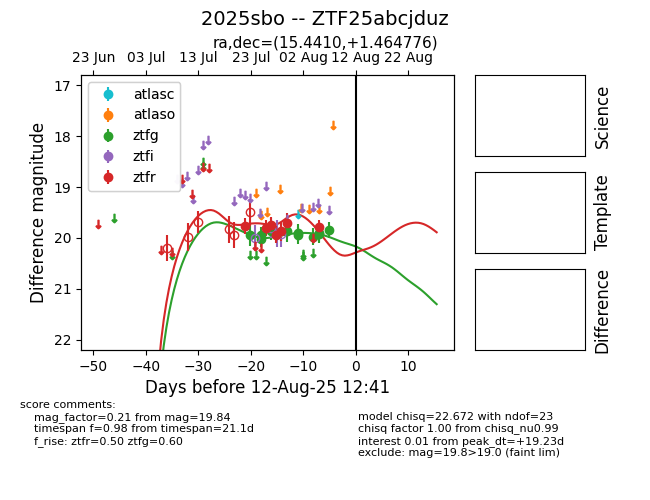 2025sbo -- ZTF25abcjduz
ra,dec=(15.4410,+1.464776)
23 Jun 03 Jul 13 Jul 23 Jul 02 Aug 12 Aug 22 Aug
17
18
19
20
21
22
Difference magnitude
atlasc
atlaso
ztfg
ztfi
ztfr
−50 −40 −30 −20 −10 0 10
Days before 12-Aug-25 12:41
Science
Template
Difference
score comments:
mag_factor=0.21 from mag=19.84
timespan f=0.98 from timespan=21.1d
f_rise: ztfr=0.50 ztfg=0.60
model chisq=22.672 with ndof=23
chisq factor 1.00 from chisq_nu0.99
interest 0.01 from peak_dt=+19.23d
exclude: mag=19.8>19.0 (faint lim)